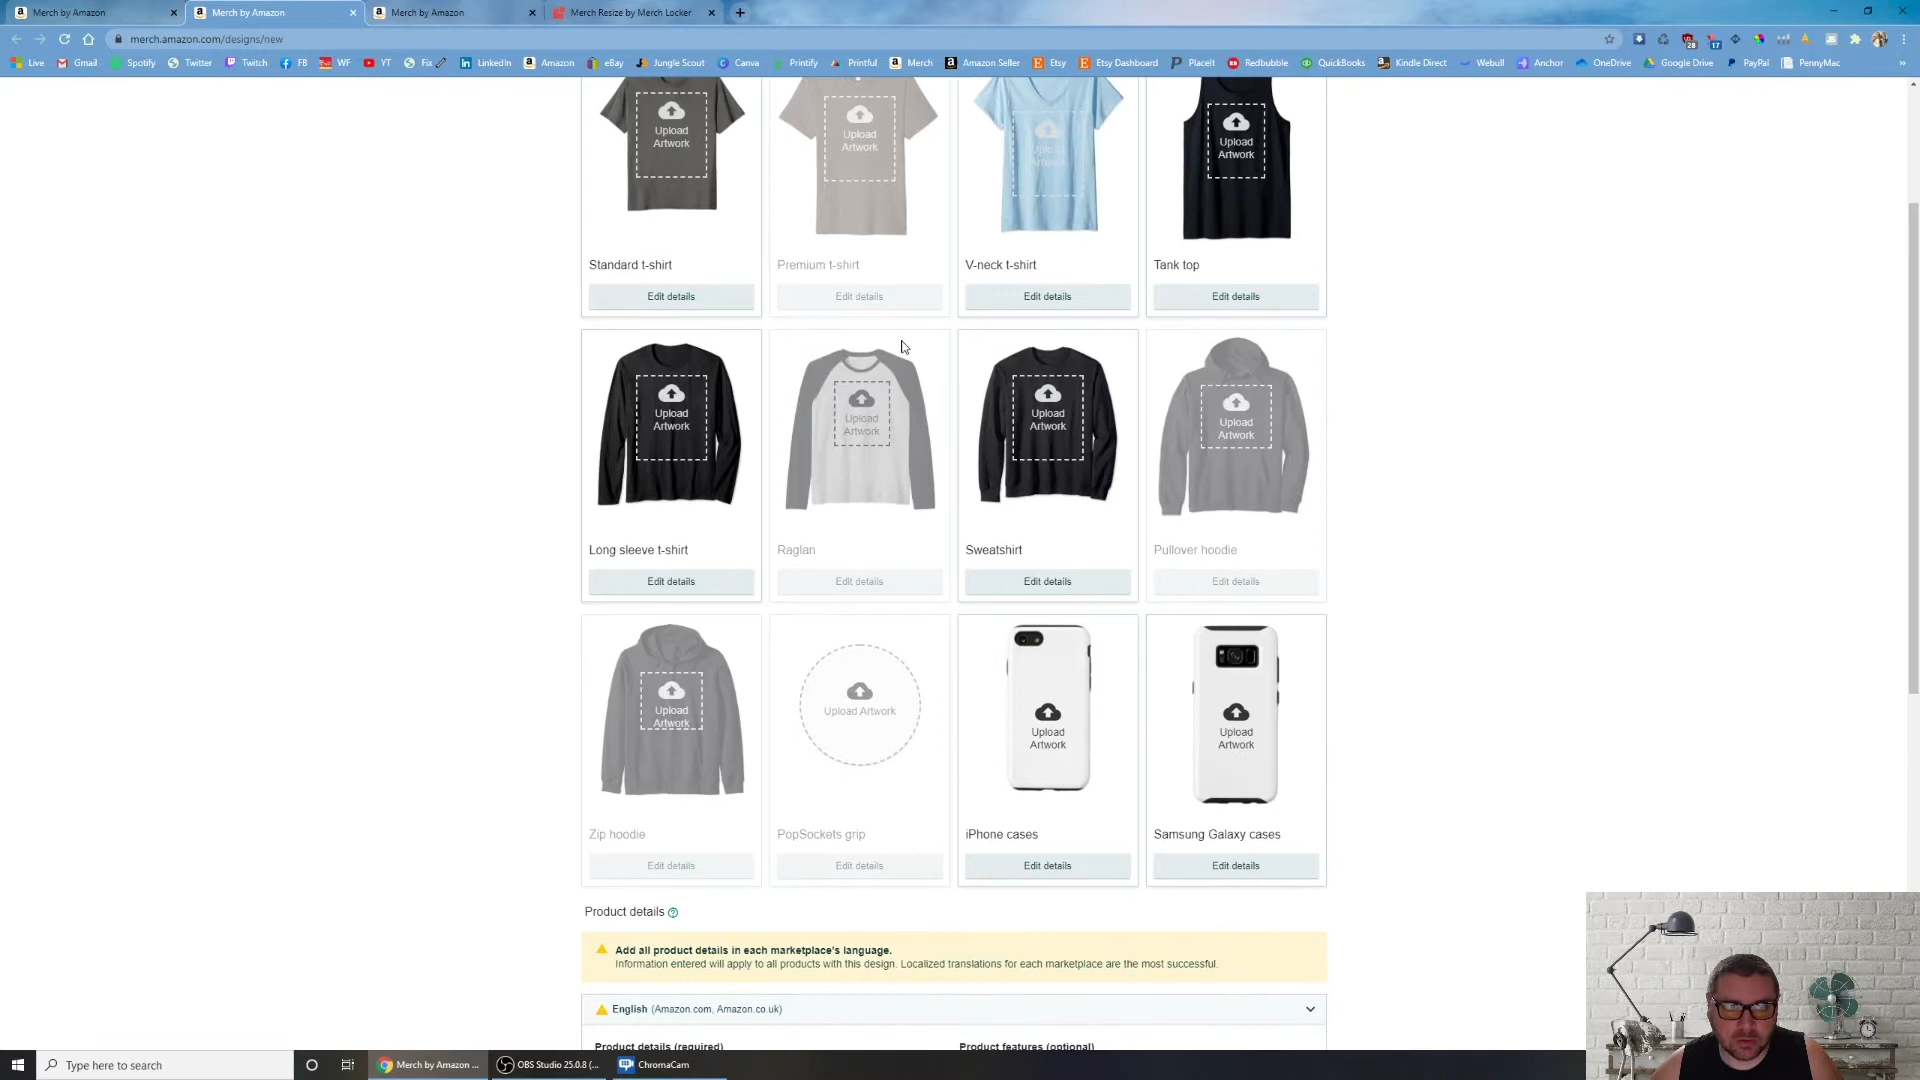 Merch by Amazon
Merch by Amazon
Merch by Amazon
Merch Resize by Merch Locker
merch.amazon.com/designs/new
28
17
Live
Gmail
Spotify
Twitter
Twitch
FB
WF
YT
Fix
LinkedIn
Amazon
eBay
Jungle Scout
Canva
Printify
Printful
Merch
Amazon Seller
Etsy
Etsy Dashboard
PlaceIt
Redbubble
QuickBooks
Kindle Direct
Webull
Anchor
OneDrive
Google Drive
PayPal
PennyMac
Upload
Artwork
Upload
Artwork
Upload
Artwork
Upload
Artwork
Standard t-shirt
Premium t-shirt
V-neck t-shirt
Tank top
Edit details
Edit details
Edit details
Edit details
Upload
Artwork
Upload
Artwork
Upload
Artwork
Upload
Artwork
Long sleeve t-shirt
Raglan
Sweatshirt
Pullover hoodie
Edit details
Edit details
Edit details
Edit details
Upload
Artwork
Upload Artwork
Upload
Artwork
Upload
Artwork
Zip hoodie
PopSockets grip
iPhone cases
Samsung Galaxy cases
Edit details
Edit details
Edit details
Edit details
Product details
Add all product details in each marketplace's language.
Information entered will apply to all products with this design. Localized translations for each marketplace are the most successful.
English (Amazon.com, Amazon.co.uk)
Product details (required)
Product features (optional)
Type here to search
Merch by Amazon ...
OBS Studio 25.0.8 (...
ChromaCam